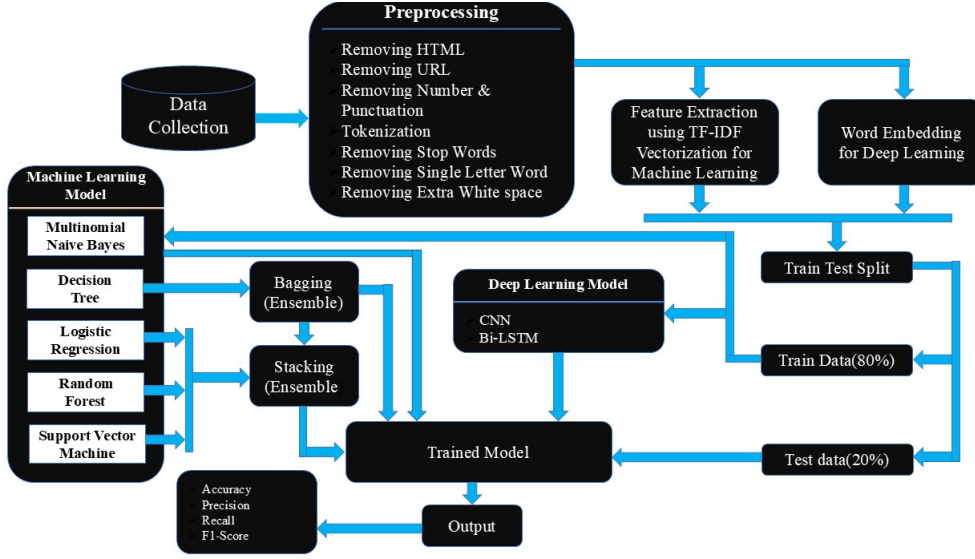 Preprocessing
Removing HTML
Removing URL
Removing Number &
Punctuation
Tokenization
Removing Stop Words
Removing Single Letter Word
Removing Extra White space
Data
Collection
Feature Extraction
using TF-IDF
Vectorization for
Machine Learning
Word Embedding
for Deep Learning
Machine Learning
Model
Multinomial
Naive Bayes
Decision
Tree
Logistic
Regression
Random
Forest
Support Vector
Machine
Bagging
(Ensemble)
Stacking
(Ensemble
Deep Learning Model
CNN
Bi-LSTM
Train Test Split
Train Data(80%)
Test data(20%)
Trained Model
Output
Accuracy
Precision
Recall
F1-Score